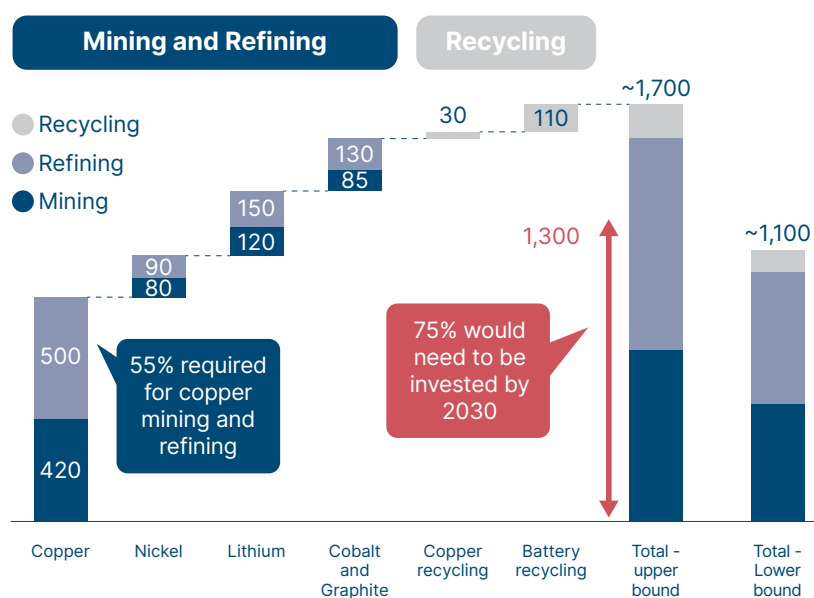 Mining and Refining
Recycling
Recycling
Refining
Mining
500
420
90
80
150
120
130
85
30
110
~1,700
~1,100
1,300
55% required
for copper
mining and
refining
75% would
need to be
invested by
2030
Copper
Nickel
Lithium
Cobalt
and
Graphite
Copper
recycling
Battery
recycling
Total -
upper
bound
Total -
Lower
bound